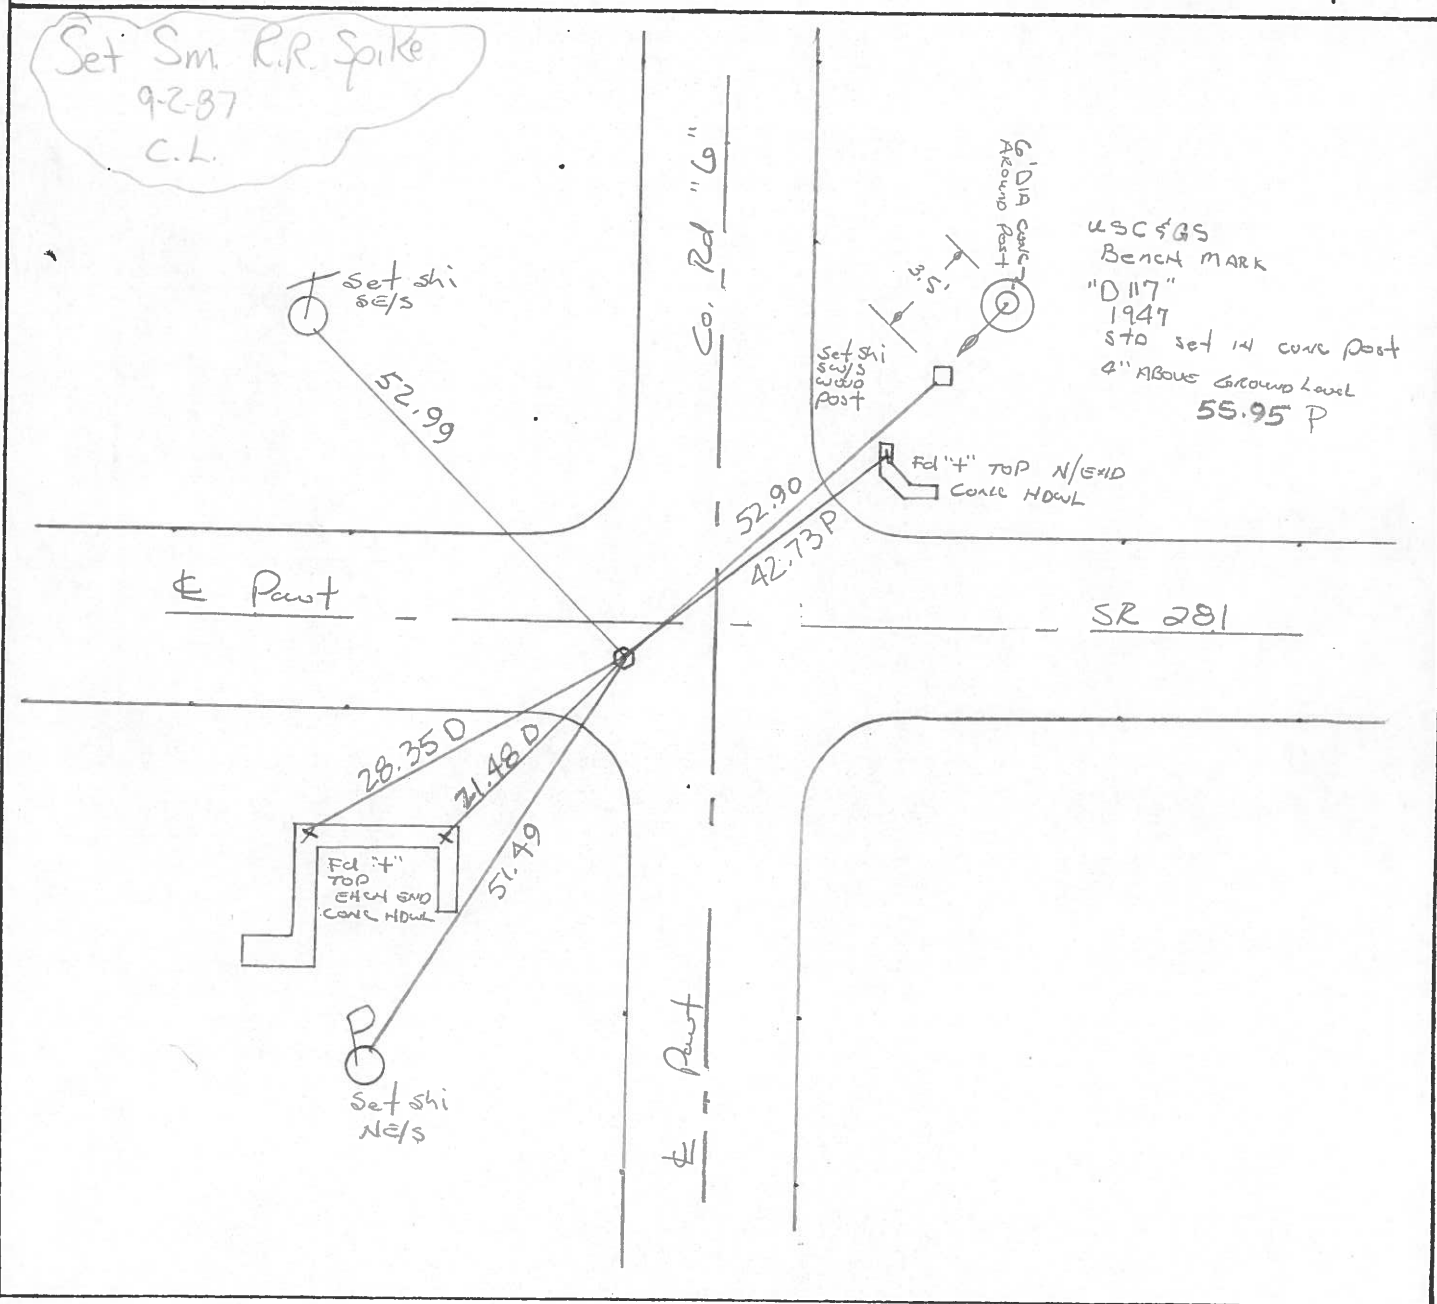 Set Sm. R.R. Spike
9-2-87
C.L.
Co. Rd "G"
6' DIA CONC
AROUND Post
USC&GS
Bench MARK
"D 117"
1947
STD set in conc post
4" ABOVE GROUND Level
55.95 P
3.5'
Set shi
SE/S
Set shi
SW/S
wood
post
52.99
52.90
42.73 P
Fd "+" TOP N/END
Conc HDWL
℄ Pavt
SR 281
28.35 D
21.48 D
51.49
Fd "+"
TOP
EACH END
CONC HDWL
P
Set shi
NE/S
℄ Pavt